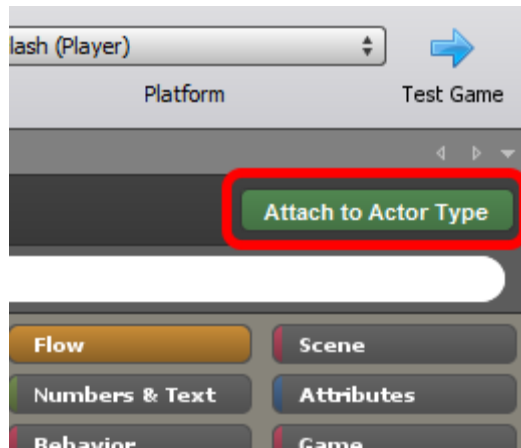 lash (Player)
Platform
Test Game
Attach to Actor Type
Flow
Scene
Numbers & Text
Attributes
Behavior
Game